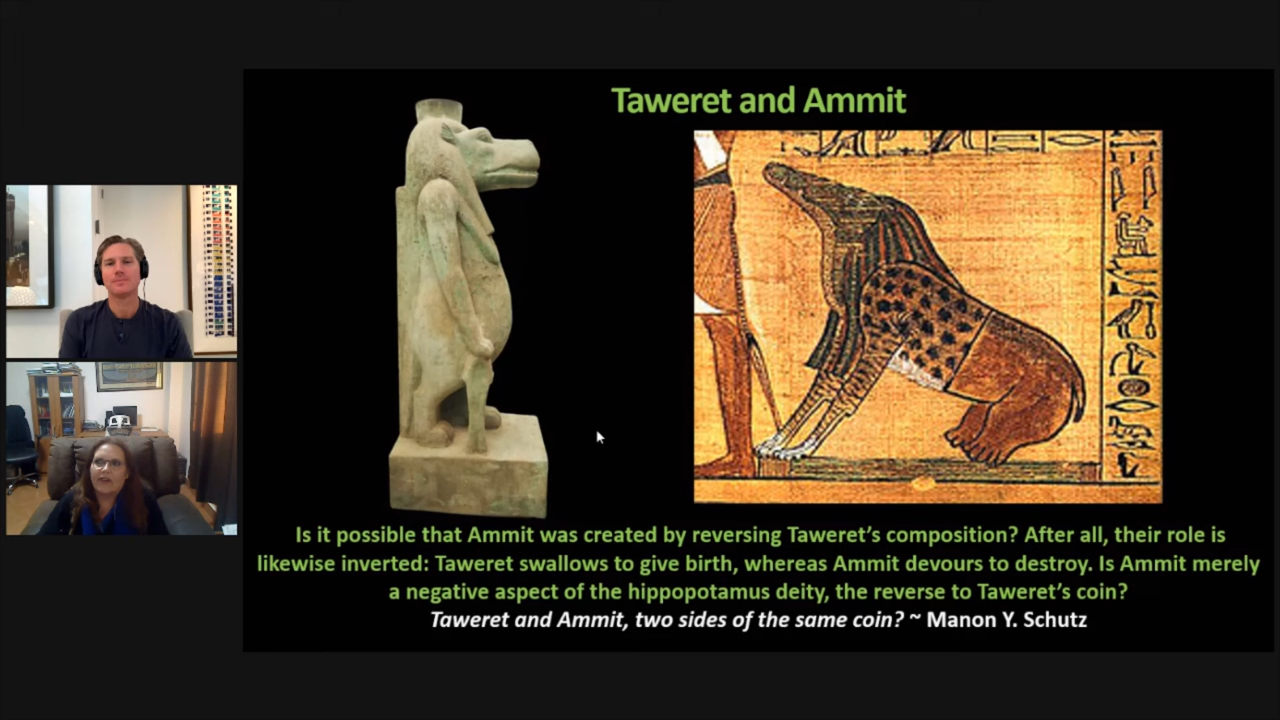 Taweret and Ammit
Is it possible that Ammit was created by reversing Taweret's composition? After all, their role is
likewise inverted: Taweret swallows to give birth, whereas Ammit devours to destroy. Is Ammit merely
a negative aspect of the hippopotamus deity, the reverse to Taweret's coin?
Taweret and Ammit, two sides of the same coin? ~ Manon Y. Schutz